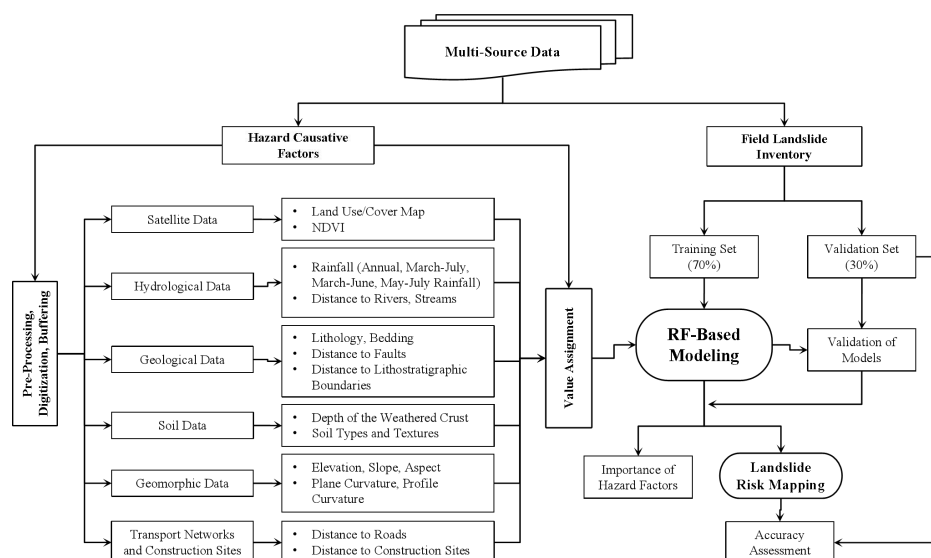 Multi-Source Data
Hazard Causative
Factors
Field Landslide
Inventory
Pre-Processing,
Digitization, Buffering
Satellite Data
• Land Use/Cover Map
• NDVI
Hydrological Data
• Rainfall (Annual, March-July,
March-June, May-July Rainfall)
• Distance to Rivers, Streams
Geological Data
• Lithology, Bedding
• Distance to Faults
• Distance to Lithostratigraphic
Boundaries
Soil Data
• Depth of the Weathered Crust
• Soil Types and Textures
Geomorphic Data
• Elevation, Slope, Aspect
• Plane Curvature, Profile
Curvature
Transport Networks
and Construction Sites
• Distance to Roads
• Distance to Construction Sites
Value Assignment
Training Set
(70%)
Validation Set
(30%)
RF-Based
Modeling
Validation of
Models
Importance of
Hazard Factors
Landslide
Risk Mapping
Accuracy
Assessment